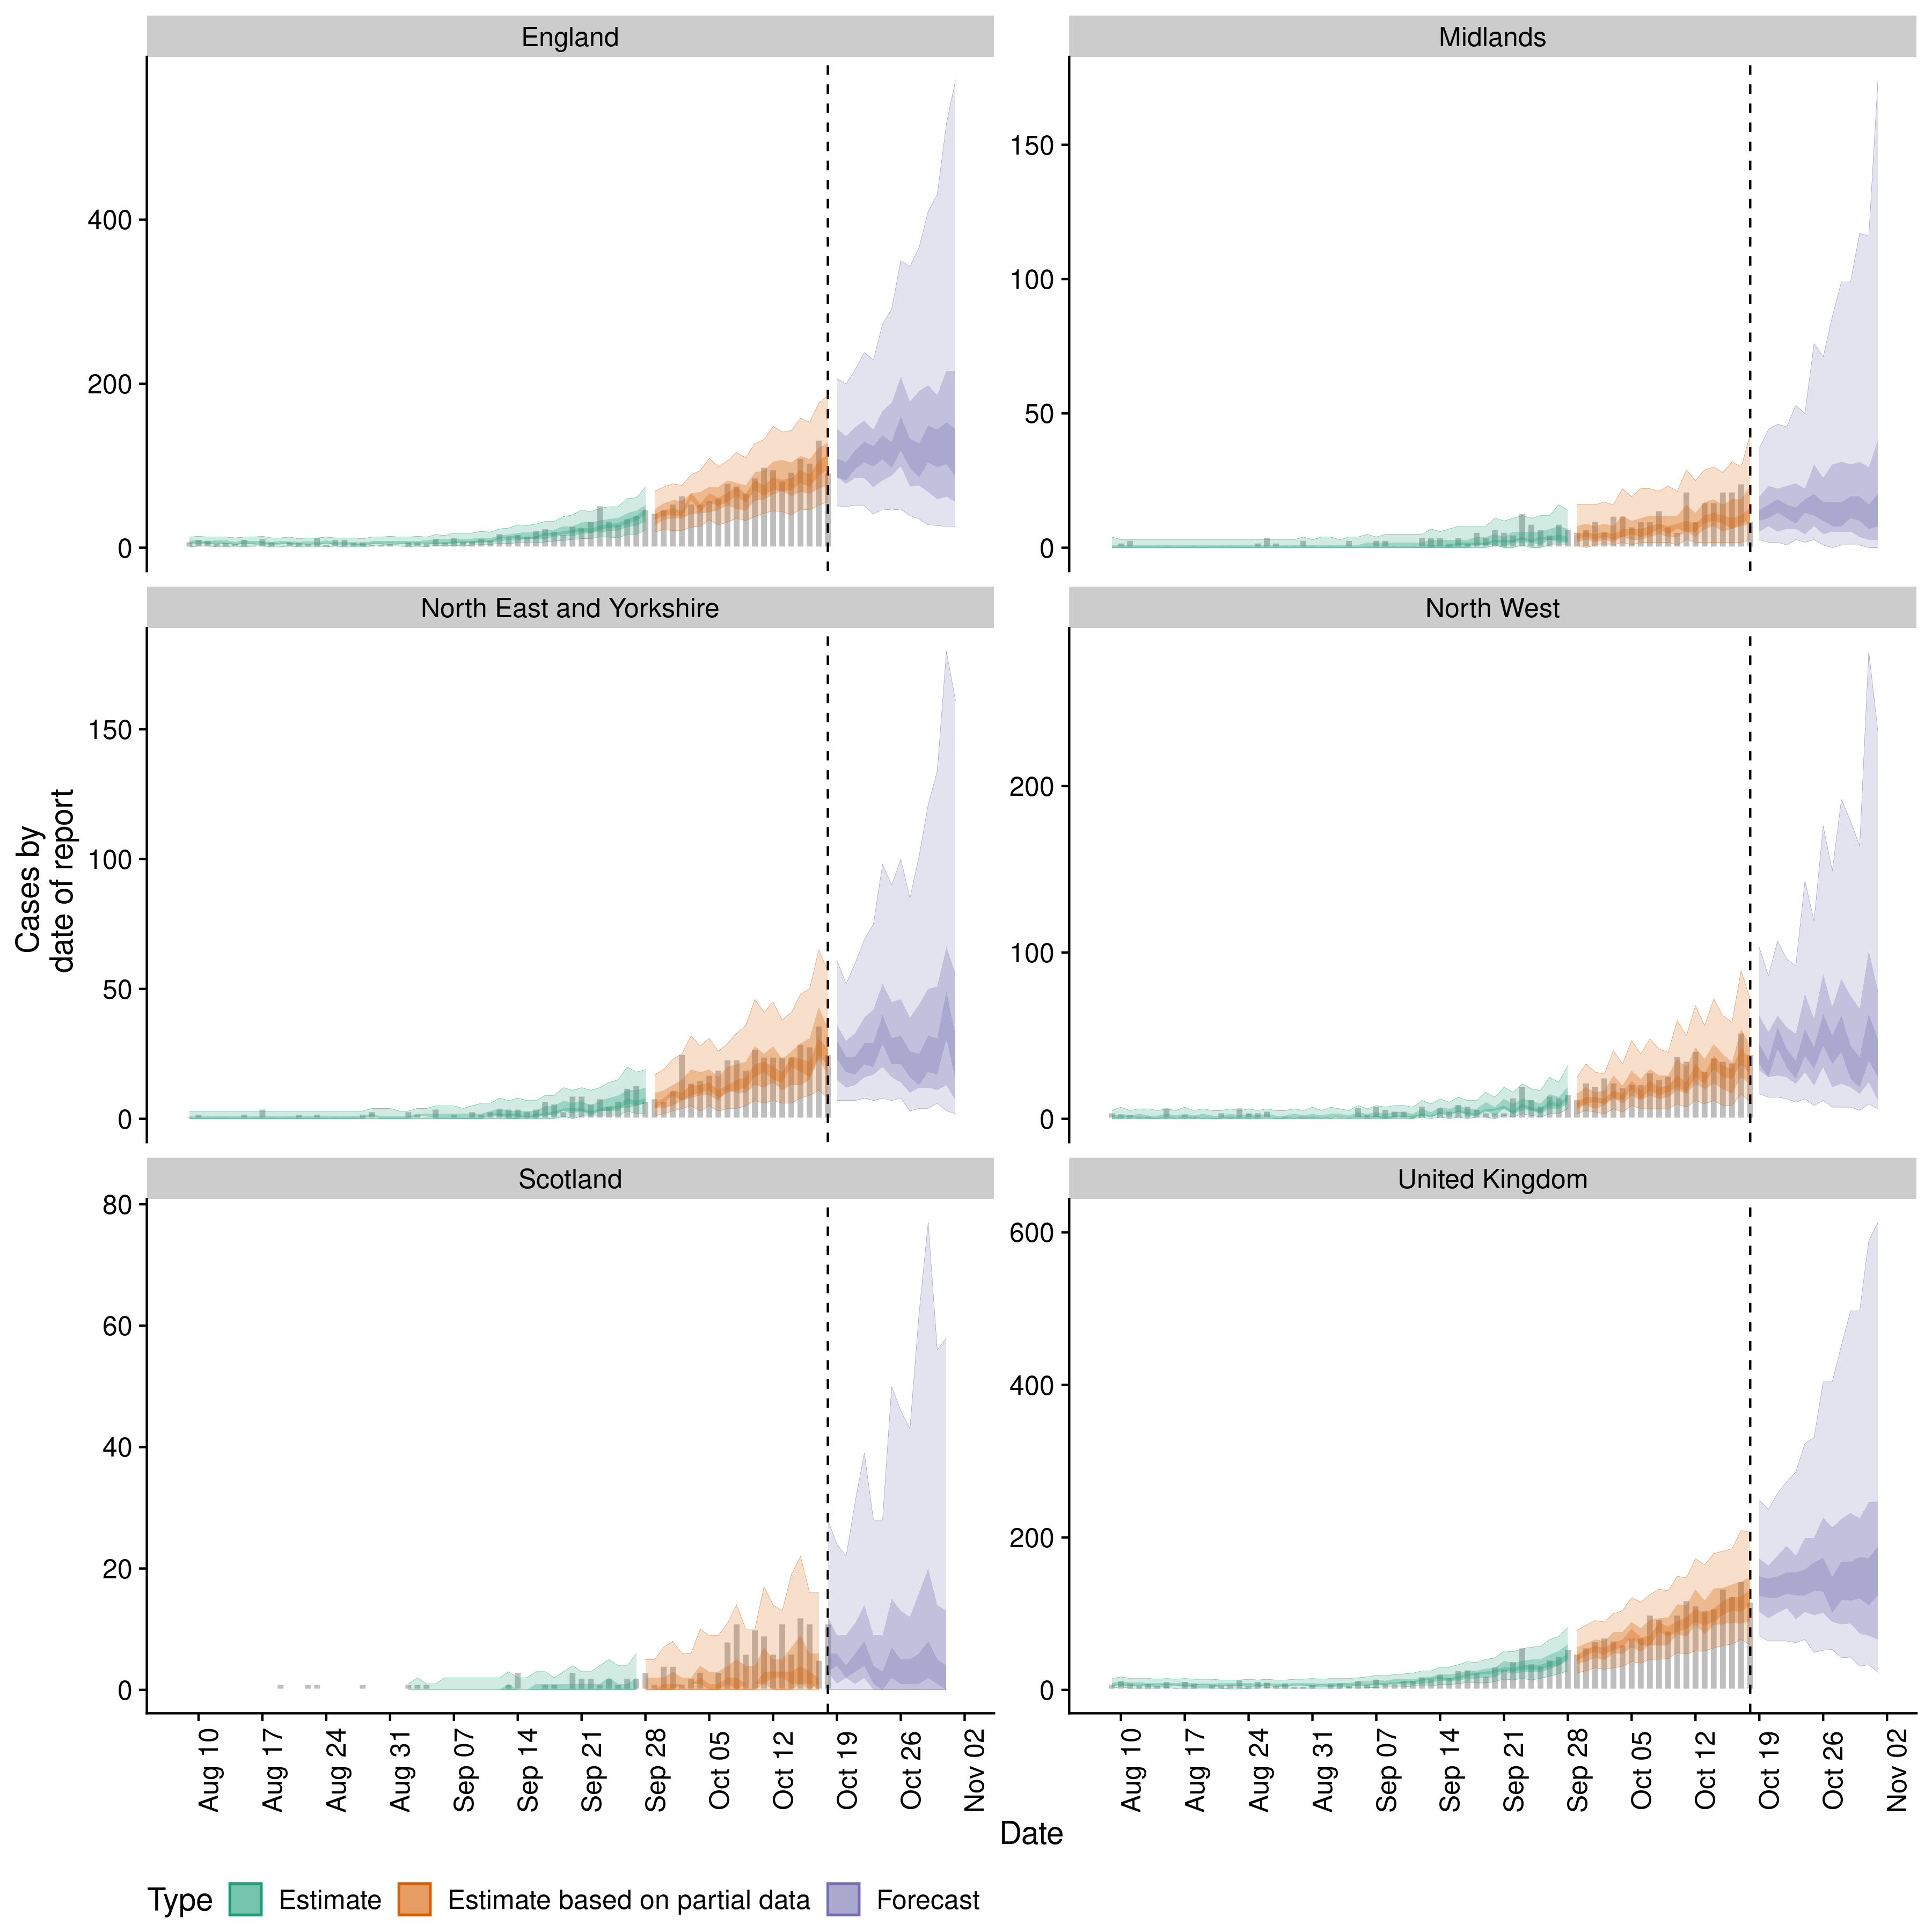 England
Midlands
400
200
0
150
100
50
0
North East and Yorkshire
North West
150
100
50
0
200
100
0
Cases by
date of report
Scotland
United Kingdom
80
60
40
20
0
600
400
200
0
Aug 10
Aug 17
Aug 24
Aug 31
Sep 07
Sep 14
Sep 21
Sep 28
Oct 05
Oct 12
Oct 19
Oct 26
Nov 02
Aug 10
Aug 17
Aug 24
Aug 31
Sep 07
Sep 14
Sep 21
Sep 28
Oct 05
Oct 12
Oct 19
Oct 26
Nov 02
Date
Type Estimate Estimate based on partial data Forecast